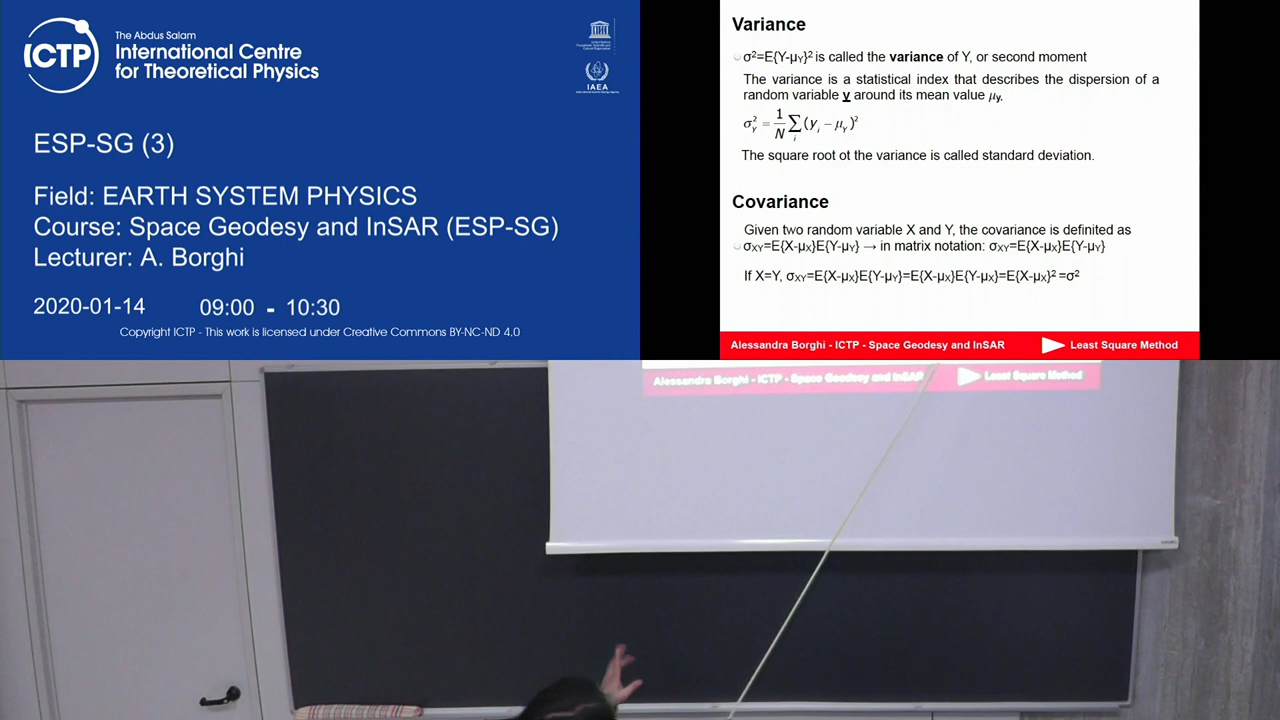 The Abdus Salam
International Centre
for Theoretical Physics
ICTP
IAEA
ESP-SG (3)
Field: EARTH SYSTEM PHYSICS
Course: Space Geodesy and InSAR (ESP-SG)
Lecturer: A. Borghi
2020-01-14 09:00 - 10:30
Copyright ICTP - This work is licensed under Creative Commons BY-NC-ND 4.0
Variance
σ²=E{Y-μY}² is called the variance of Y, or second moment
The variance is a statistical index that describes the dispersion of a
random variable y around its mean value μy.
σ²Y = 1/N ∑i (yi − μY)²
The square root ot the variance is called standard deviation.
Covariance
Given two random variable X and Y, the covariance is definited as
σXY=E{X-μX}E{Y-μY} → in matrix notation: σXY=E{X-μX}E{Y-μY}
If X=Y, σXY=E{X-μX}E{Y-μY}=E{X-μX}E{Y-μX}=E{X-μX}² =σ²
Alessandra Borghi - ICTP - Space Geodesy and InSAR Least Square Method
Alessandra Borghi - ICTP - Space Geodesy and InSAR Least Square Method